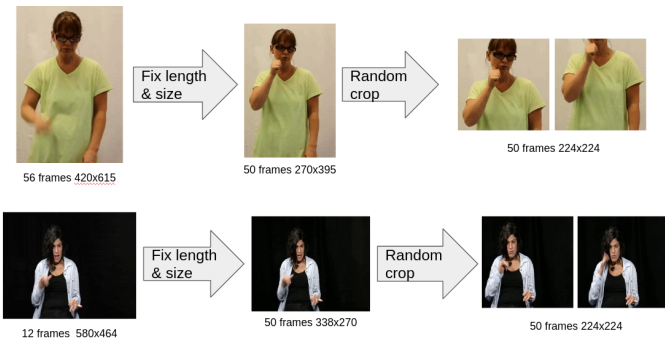 Fix length
& size
Random
crop
56 frames 420x615
50 frames 270x395
50 frames 224x224
Fix length
& size
Random
crop
12 frames 580x464
50 frames 338x270
50 frames 224x224